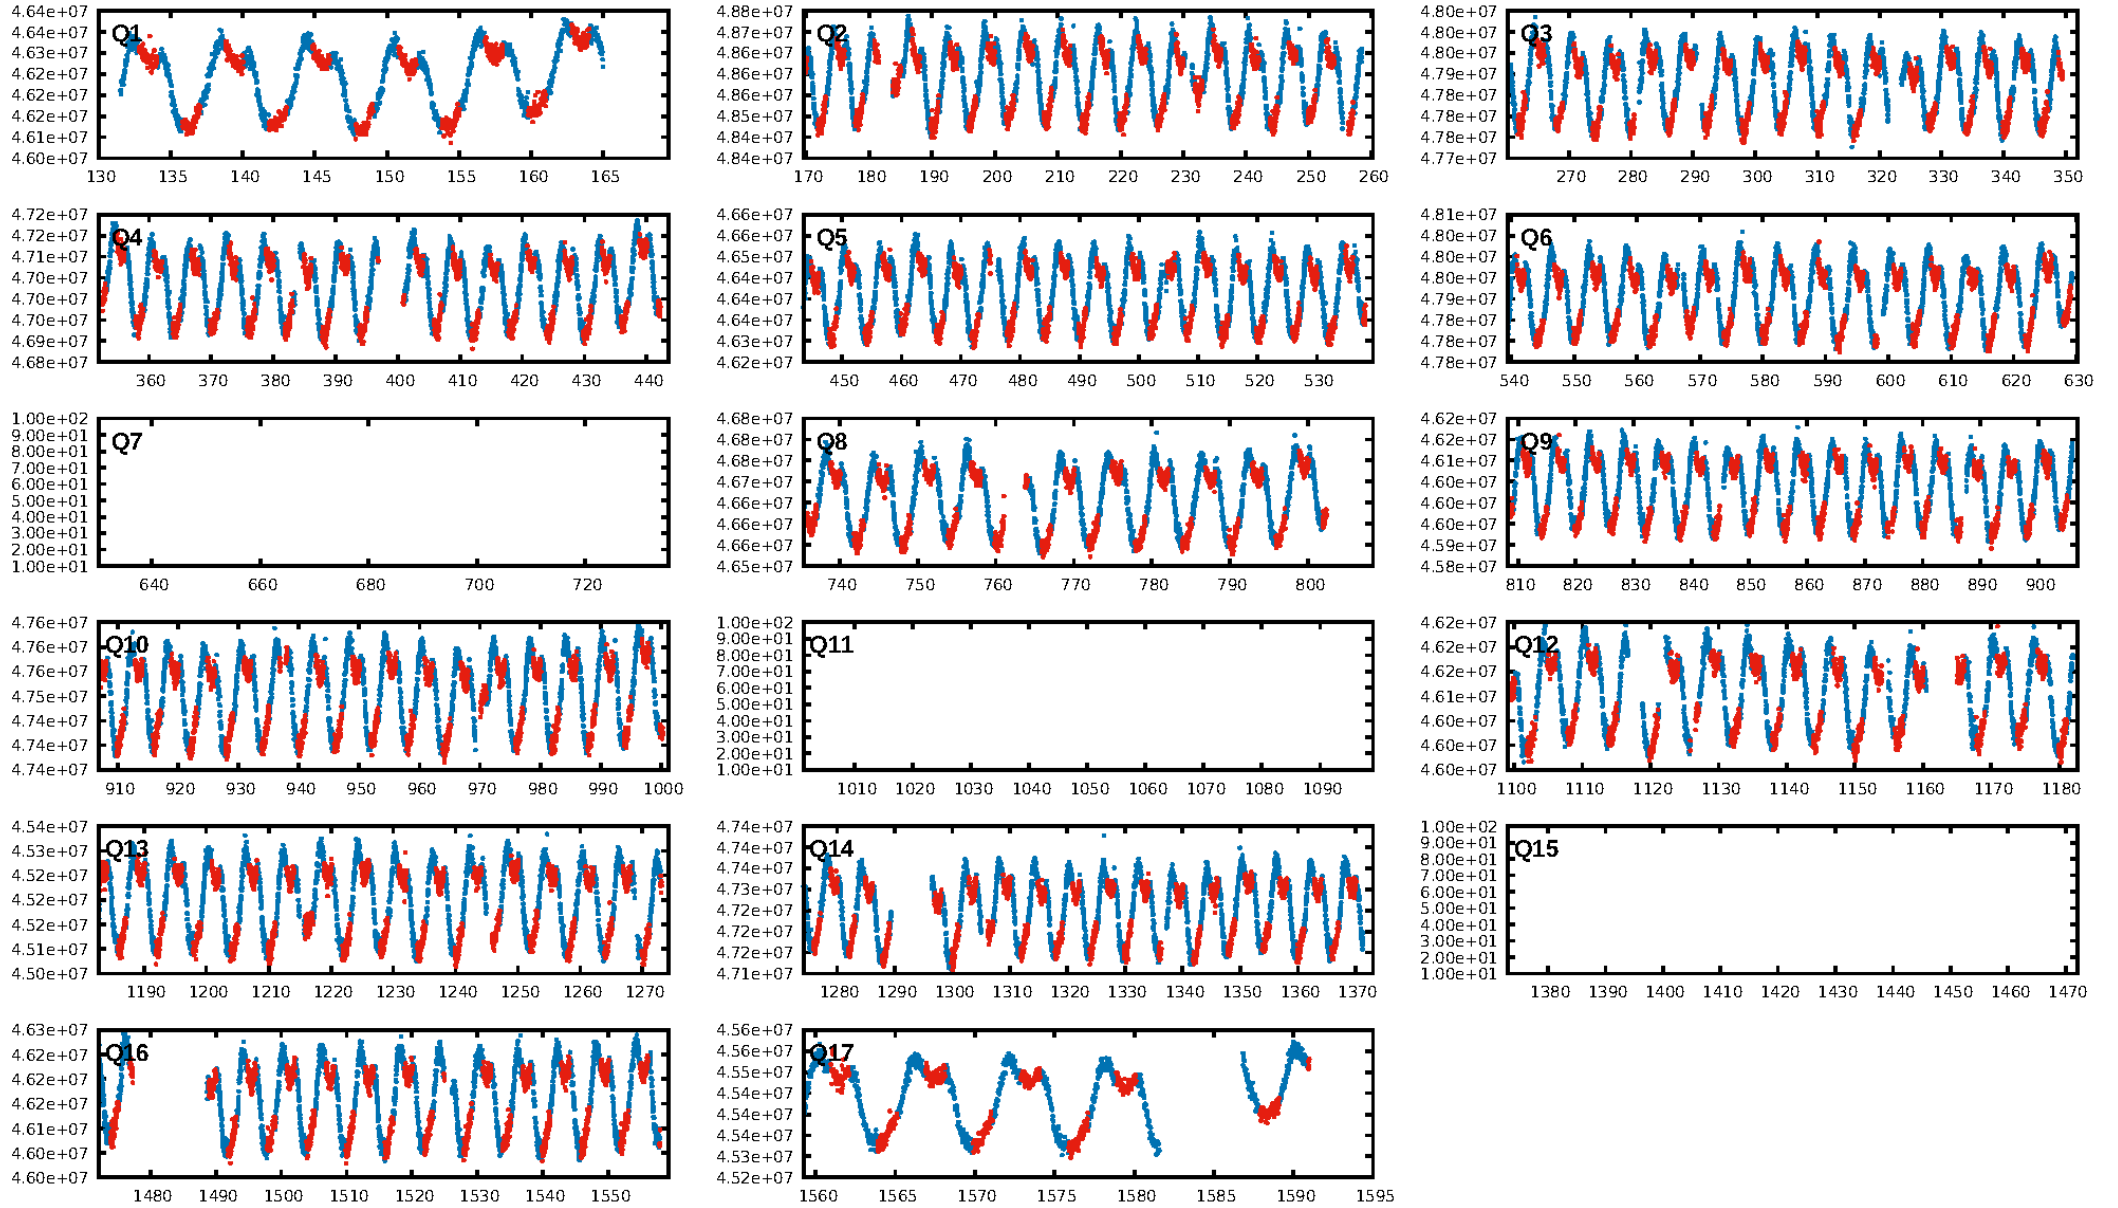 4.64e+07 4.64e+07 4.63e+07 4.62e+07 4.62e+07 4.62e+07 4.61e+07 4.60e+07
Q1
130 135 140 145 150 155 160 165
4.88e+07 4.87e+07 4.86e+07 4.86e+07 4.86e+07 4.85e+07 4.84e+07 4.84e+07
Q2
170 180 190 200 210 220 230 240 250 260
4.80e+07 4.80e+07 4.80e+07 4.79e+07 4.78e+07 4.78e+07 4.78e+07 4.77e+07
Q3
270 280 290 300 310 320 330 340 350
4.72e+07 4.72e+07 4.71e+07 4.70e+07 4.70e+07 4.70e+07 4.69e+07 4.68e+07
Q4
360 370 380 390 400 410 420 430 440
4.66e+07 4.66e+07 4.65e+07 4.64e+07 4.64e+07 4.64e+07 4.63e+07 4.62e+07
Q5
450 460 470 480 490 500 510 520 530
4.81e+07 4.80e+07 4.80e+07 4.80e+07 4.79e+07 4.78e+07 4.78e+07 4.78e+07
Q6
540 550 560 570 580 590 600 610 620 630
1.00e+02 9.00e+01 8.00e+01 7.00e+01 6.00e+01 5.00e+01 4.00e+01 3.00e+01 2.00e+01 1.00e+01
Q7
640 660 680 700 720
4.68e+07 4.68e+07 4.68e+07 4.67e+07 4.66e+07 4.66e+07 4.66e+07 4.65e+07
Q8
740 750 760 770 780 790 800
4.62e+07 4.62e+07 4.61e+07 4.60e+07 4.60e+07 4.60e+07 4.59e+07 4.58e+07
Q9
810 820 830 840 850 860 870 880 890 900
4.76e+07 4.76e+07 4.76e+07 4.75e+07 4.74e+07 4.74e+07 4.74e+07
Q10
910 920 930 940 950 960 970 980 990 1000
1.00e+02 9.00e+01 8.00e+01 7.00e+01 6.00e+01 5.00e+01 4.00e+01 3.00e+01 2.00e+01 1.00e+01
Q11
1010 1020 1030 1040 1050 1060 1070 1080 1090
4.62e+07 4.62e+07 4.62e+07 4.61e+07 4.60e+07 4.60e+07 4.60e+07
Q12
1100 1110 1120 1130 1140 1150 1160 1170 1180
4.54e+07 4.53e+07 4.52e+07 4.52e+07 4.52e+07 4.51e+07 4.50e+07
Q13
1190 1200 1210 1220 1230 1240 1250 1260 1270
4.74e+07 4.74e+07 4.74e+07 4.73e+07 4.72e+07 4.72e+07 4.72e+07 4.71e+07
Q14
1280 1290 1300 1310 1320 1330 1340 1350 1360 1370
1.00e+02 9.00e+01 8.00e+01 7.00e+01 6.00e+01 5.00e+01 4.00e+01 3.00e+01 2.00e+01 1.00e+01
Q15
1380 1390 1400 1410 1420 1430 1440 1450 1460 1470
4.63e+07 4.62e+07 4.62e+07 4.62e+07 4.61e+07 4.60e+07 4.60e+07
Q16
1480 1490 1500 1510 1520 1530 1540 1550
4.56e+07 4.56e+07 4.55e+07 4.54e+07 4.54e+07 4.54e+07 4.53e+07 4.52e+07
Q17
1560 1565 1570 1575 1580 1585 1590 1595